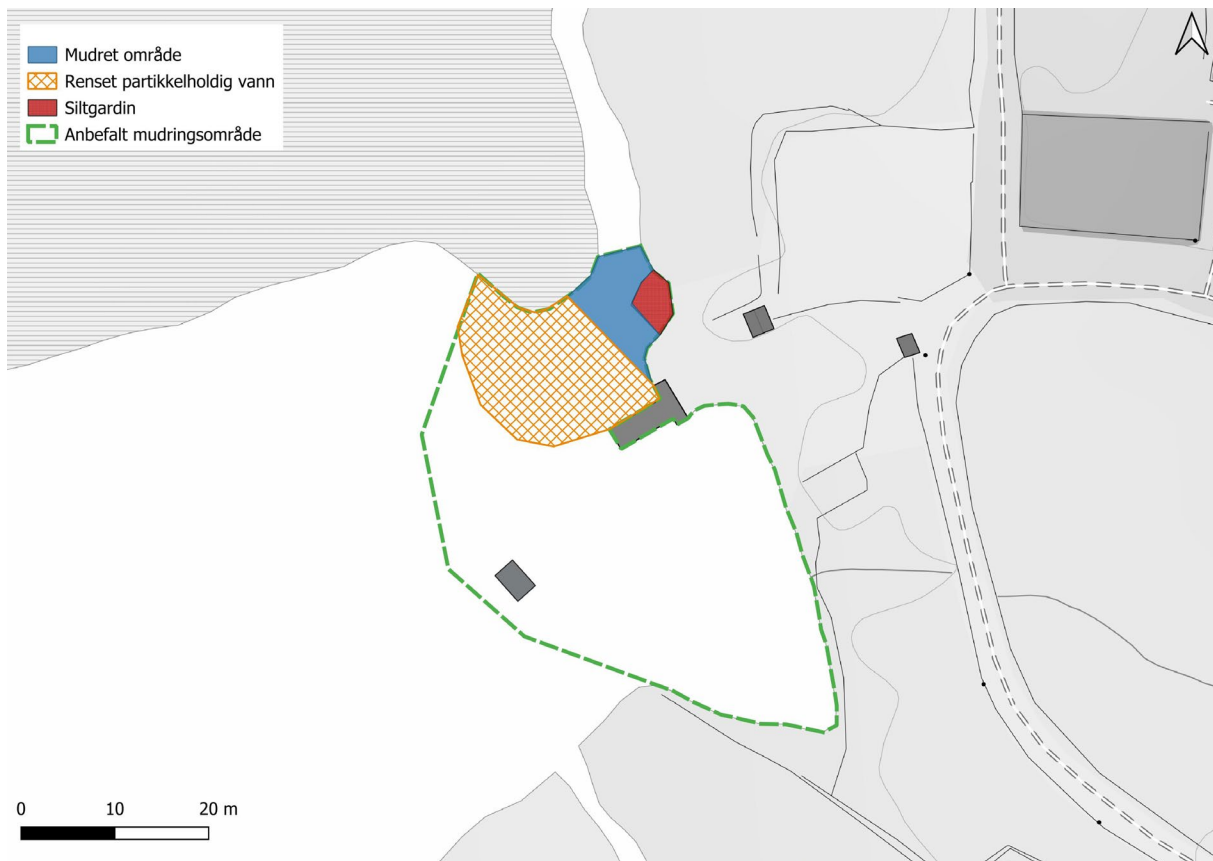 Mudret område
Renset partikkelholdig vann
Siltgardin
Anbefalt mudringsområde
0 10 20 m